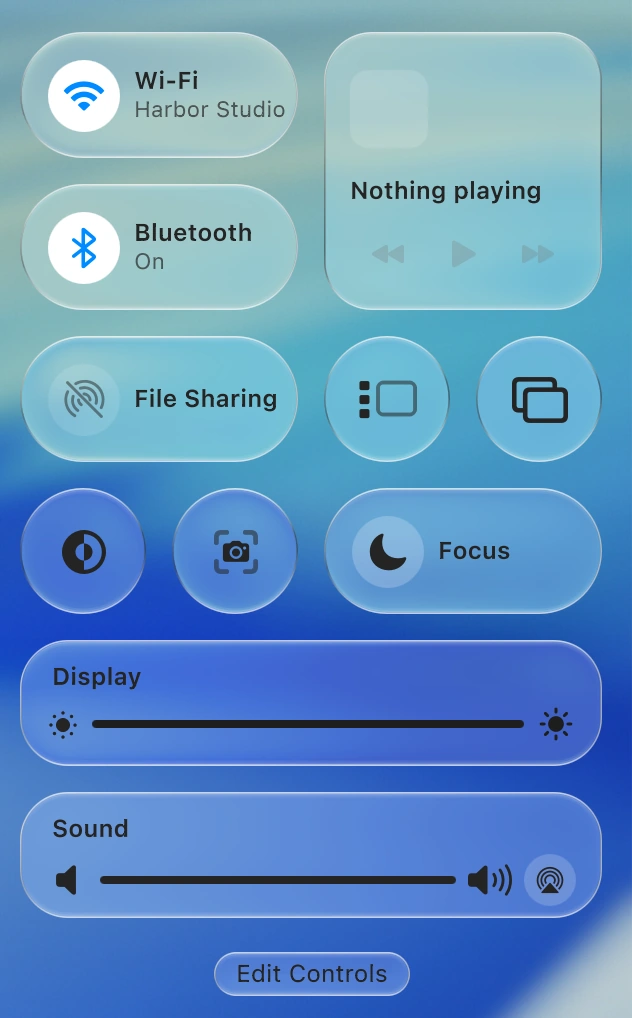 Wi-Fi
Harbor Studio
Nothing playing
Bluetooth
On
File Sharing
Focus
Display
Sound
Edit Controls